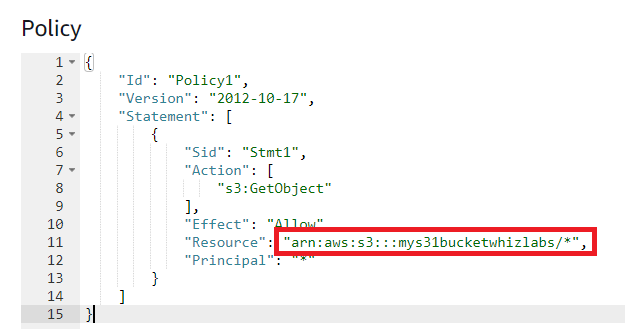 Policy
1 {
2 "Id": "Policy1",
3 "Version": "2012-10-17",
4 "Statement": [
5 {
6 "Sid": "Stmt1",
7 "Action": [
8 "s3:GetObject"
9 ],
10 "Effect": "Allow"
11 "Resource": "arn:aws:s3:::mys31bucketwhizlabs/*",
12 "Principal": "*"
13 }
14 ]
15 }